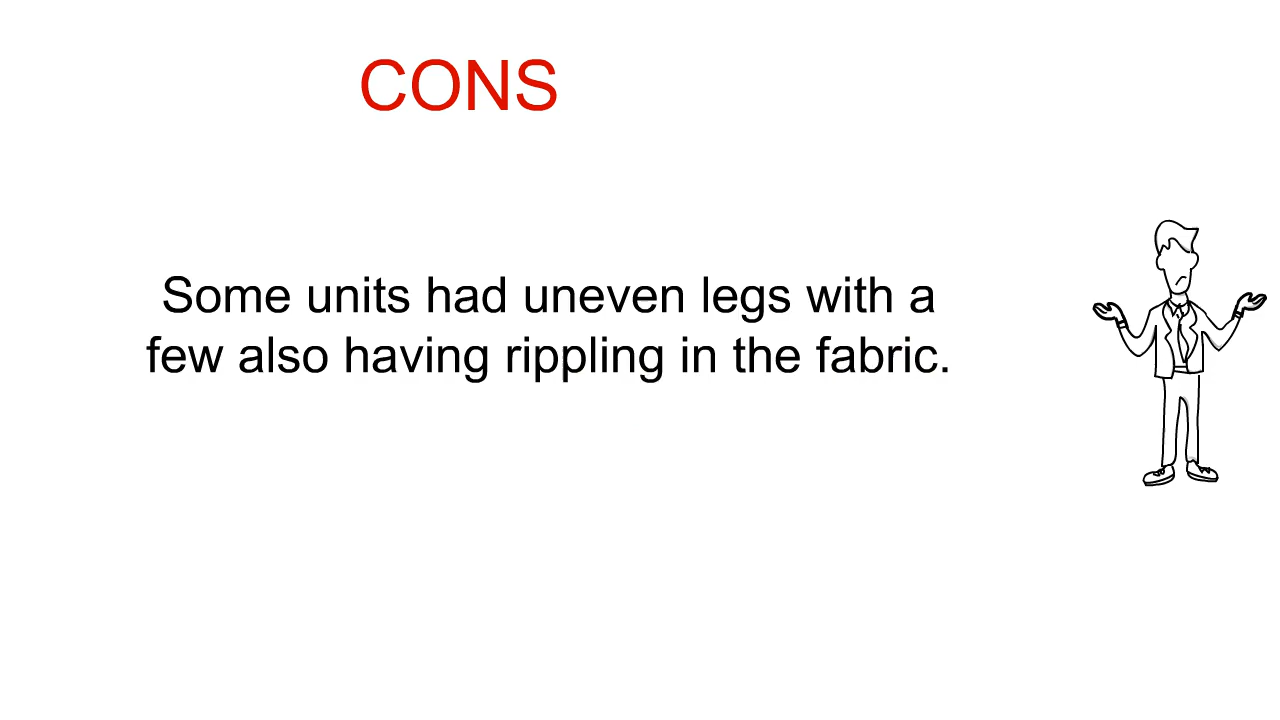 CONS
Some units had uneven legs with a
few also having rippling in the fabric.